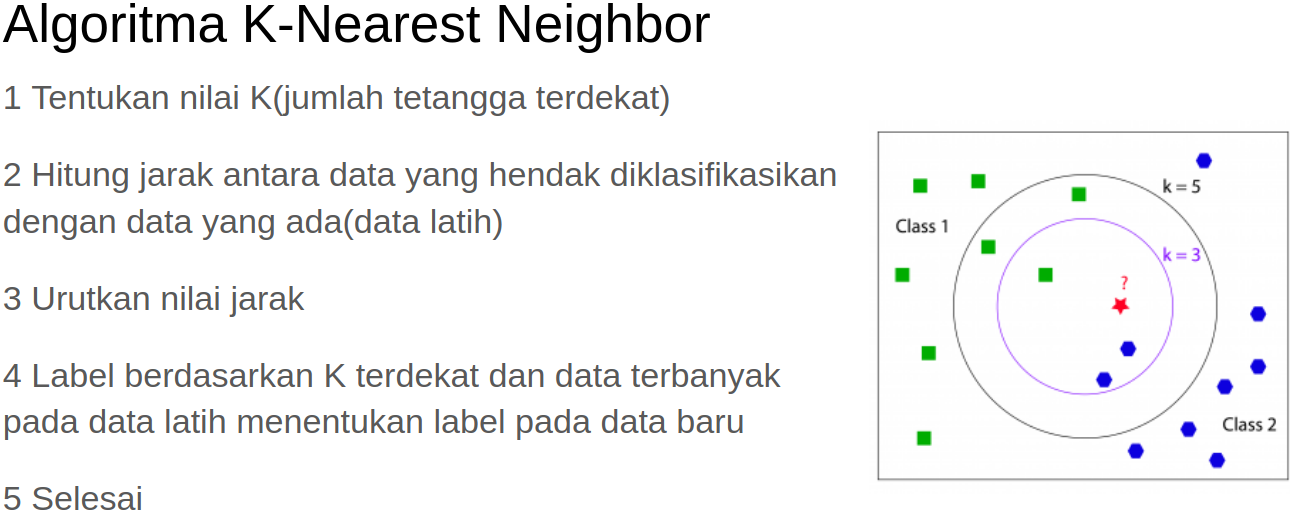 Algoritma K-Nearest Neighbor
1 Tentukan nilai K(jumlah tetangga terdekat)
2 Hitung jarak antara data yang hendak diklasifikasikan
dengan data yang ada(data latih)
3 Urutkan nilai jarak
4 Label berdasarkan K terdekat dan data terbanyak
pada data latih menentukan label pada data baru
5 Selesai
k = 5
Class 1
k = 3
?
Class 2